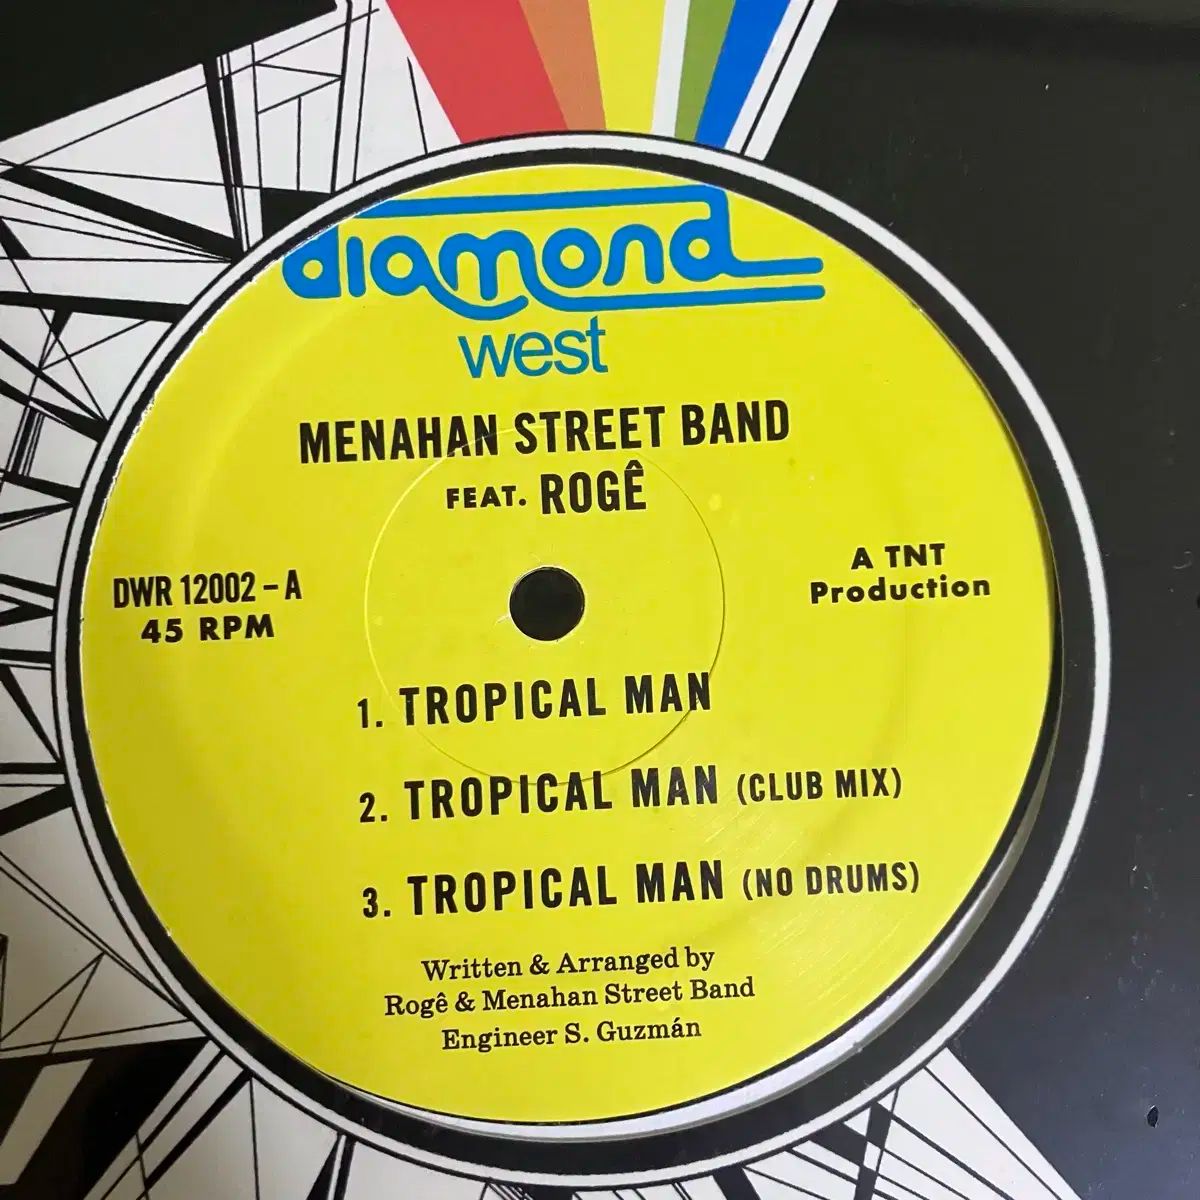 diamond
west
MENAHAN STREET BAND
FEAT. ROGÊ
DWR 12002 – A
45 RPM
A TNT
Production
1. TROPICAL MAN
2. TROPICAL MAN (CLUB MIX)
3. TROPICAL MAN (NO DRUMS)
Written & Arranged by
Rogê & Menahan Street Band
Engineer S. Guzmán